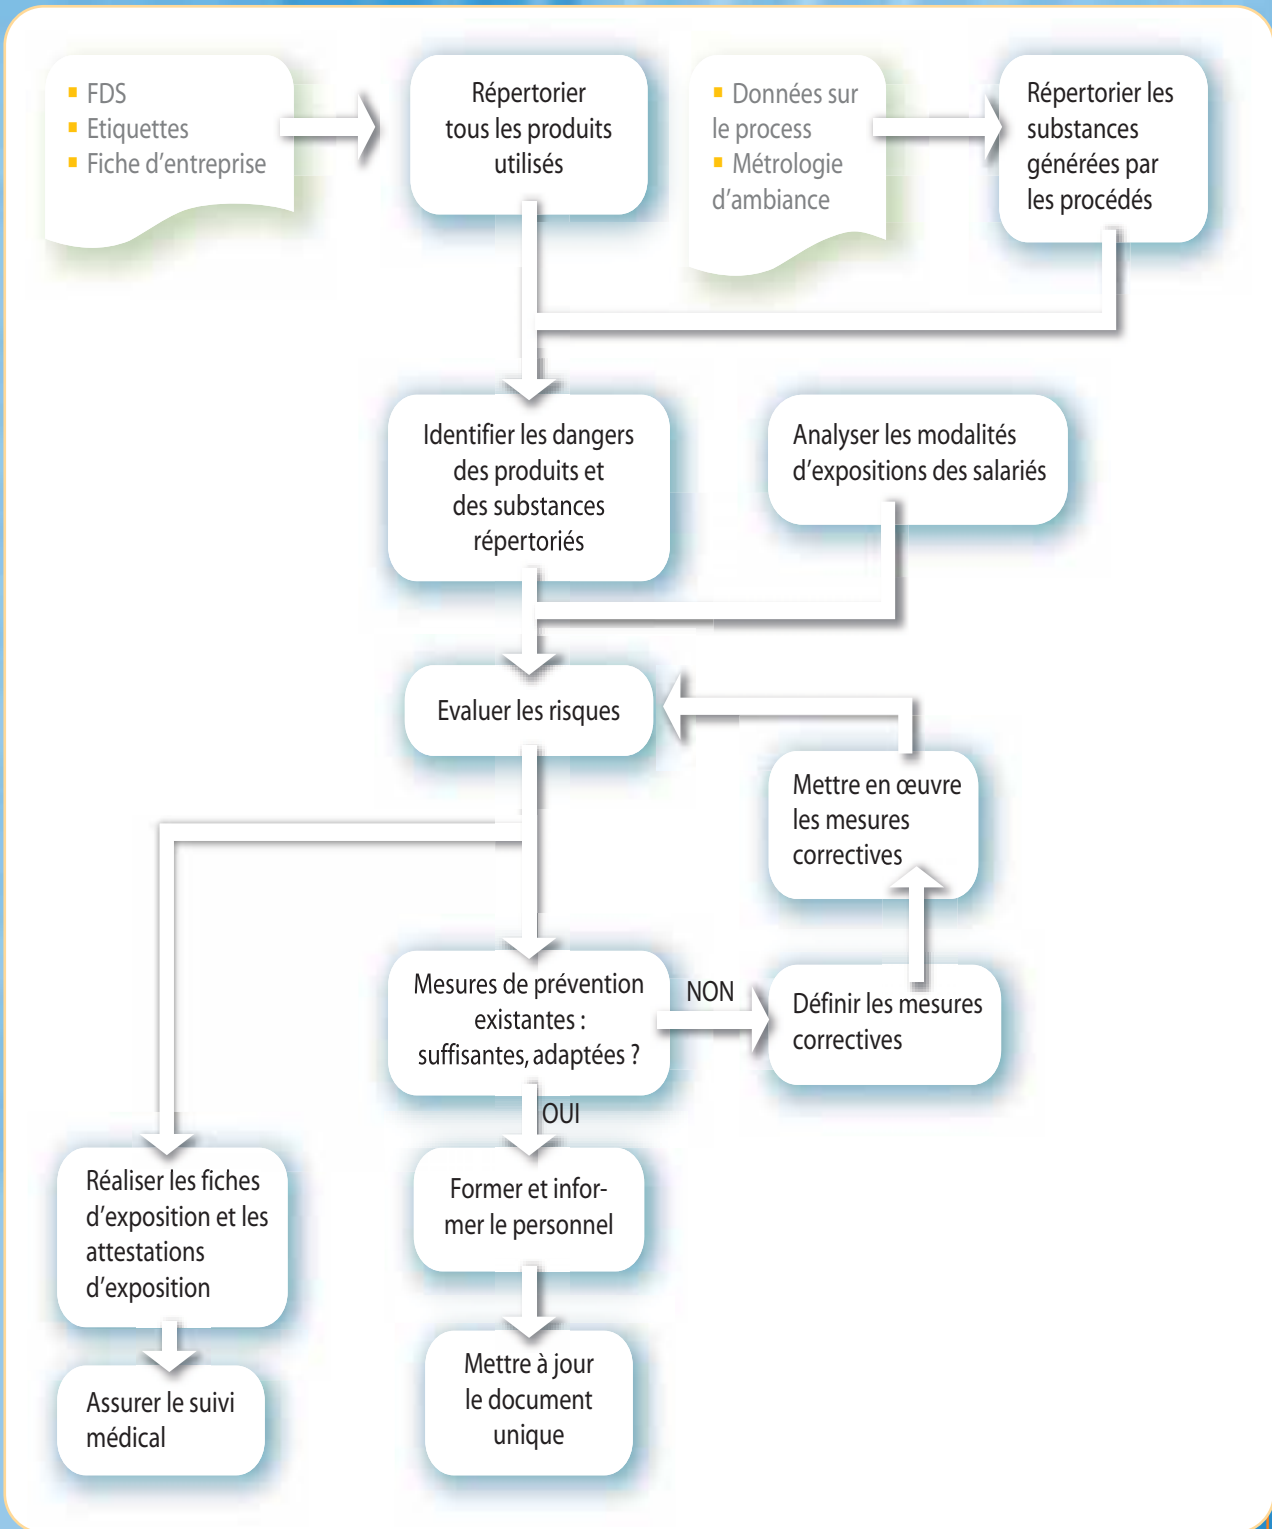 ▪ FDS
▪ Etiquettes
▪ Fiche d'entreprise
Répertorier
tous les produits
utilisés
▪ Données sur
le process
▪ Métrologie
d'ambiance
Répertorier les
substances
générées par
les procédés
Identifier les dangers
des produits et
des substances
répertoriés
Analyser les modalités
d'expositions des salariés
Evaluer les risques
Mettre en œuvre
les mesures
correctives
Mesures de prévention
existantes :
suffisantes, adaptées ?
NON
Définir les mesures
correctives
OUI
Réaliser les fiches
d'exposition et les
attestations
d'exposition
Former et infor-
mer le personnel
Assurer le suivi
médical
Mettre à jour
le document
unique